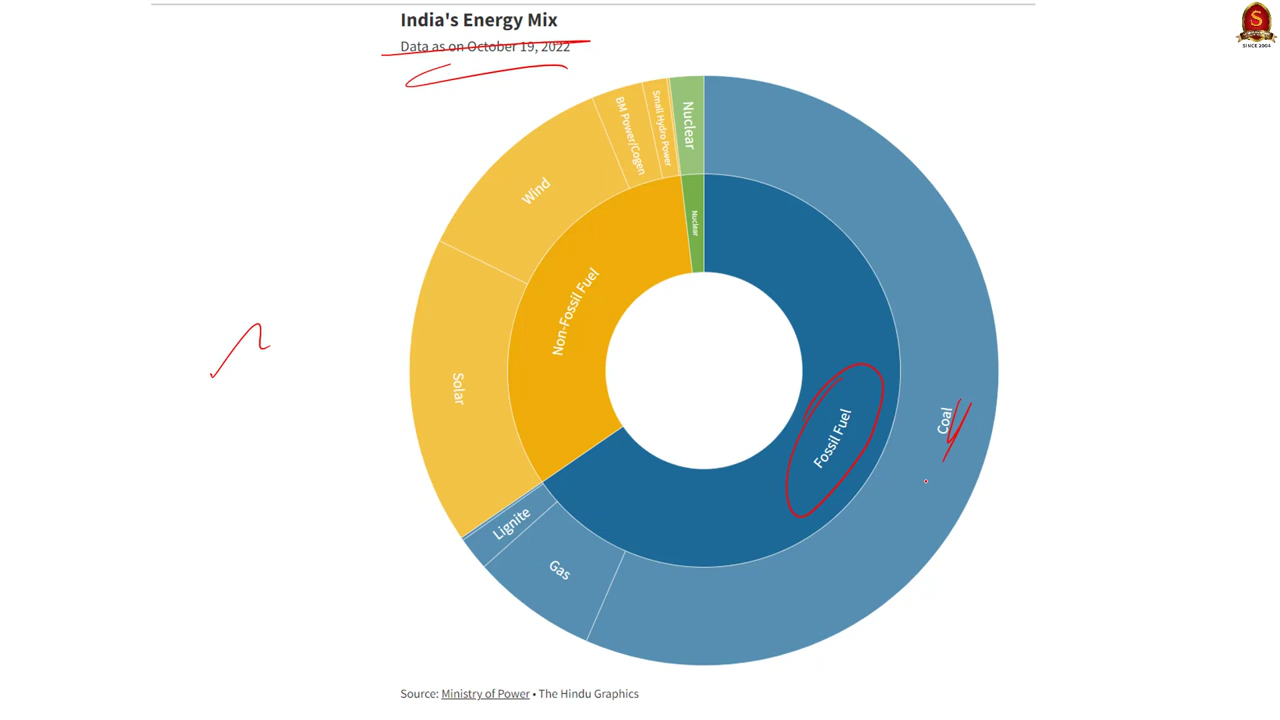 India's Energy Mix
Data as on October 19, 2022
S
SINCE 2004
Nuclear
Small Hydro Power
BM Power/Cogen
Wind
Nuclear
Non-Fossil Fuel
Solar
Fossil Fuel
Coal
Lignite
Gas
Source: Ministry of Power • The Hindu Graphics